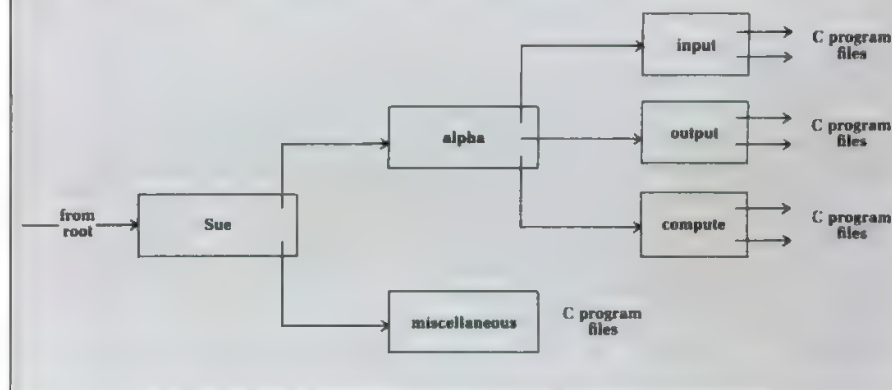 input
C program
files
alpha
output
C program
files
from
root
Sue
compute
C program
files
miscellaneous
C program
files